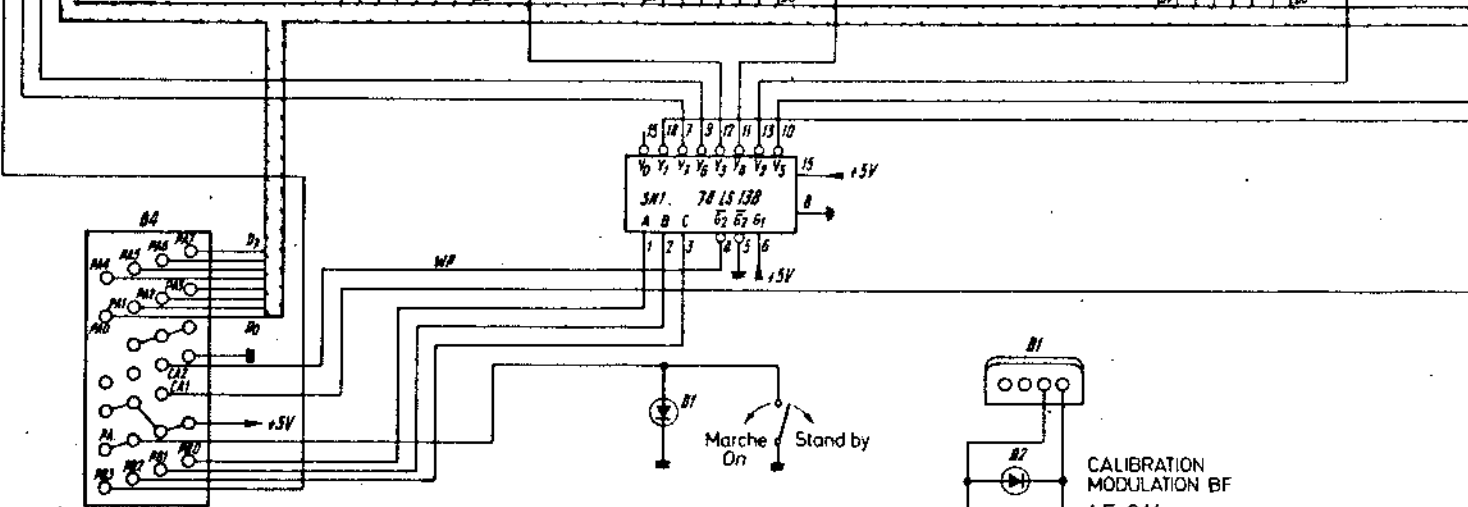 15 14 7 9 12 11 13 10
Y0 Y1 Y7 Y6 Y3 Y4 Y2 Y5
15
+5V
LS 138
8
A B C G2 G2 G1
1 2 3 4 5 6
+5V
B4
PA7
PA6
PA5
PA4
D7
PA3
PA2
PA1
PA0
D0
CA2
CA1
+5V
PA
PB0
PB1
PB2
PB3
B1
Marche
On
Stand by
B1
B2
CALIBRATION
MODULATION BF